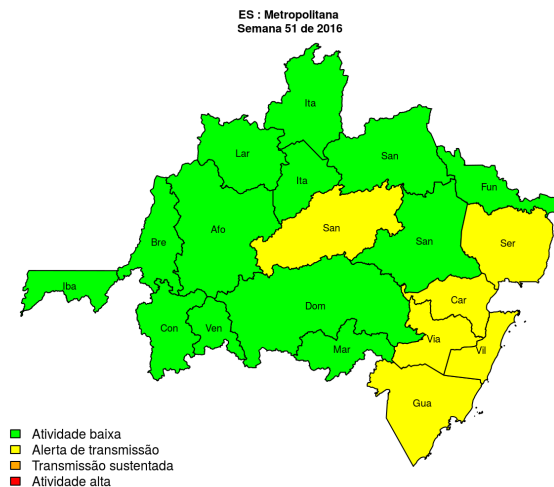 ES : Metropolitana
Semana 51 de 2016
Ita
Lar
San
Ita
Fun
Afo
San
San
Ser
Bre
Iba
Car
Dom
Con
Ven
Via
Mar
Vil
Gua
Atividade baixa
Alerta de transmissão
Transmissão sustentada
Atividade alta